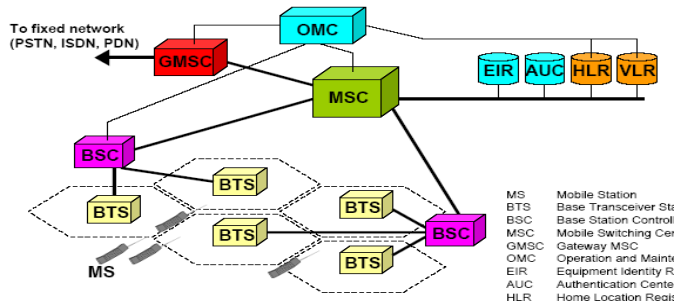 To fixed network
(PSTN, ISDN, PDN)
OMC
GMSC
MSC
EIR
AUC
HLR
VLR
BSC
BTS
BTS
BTS
BTS
BTS
BSC
MS
MS Mobile Station
BTS Base Transceiver Sta
BSC Base Station Controll
MSC Mobile Switching Cen
GMSC Gateway MSC
OMC Operation and Mainte
EIR Equipment Identity R
AUC Authentication Center
HLR Home Location Regis